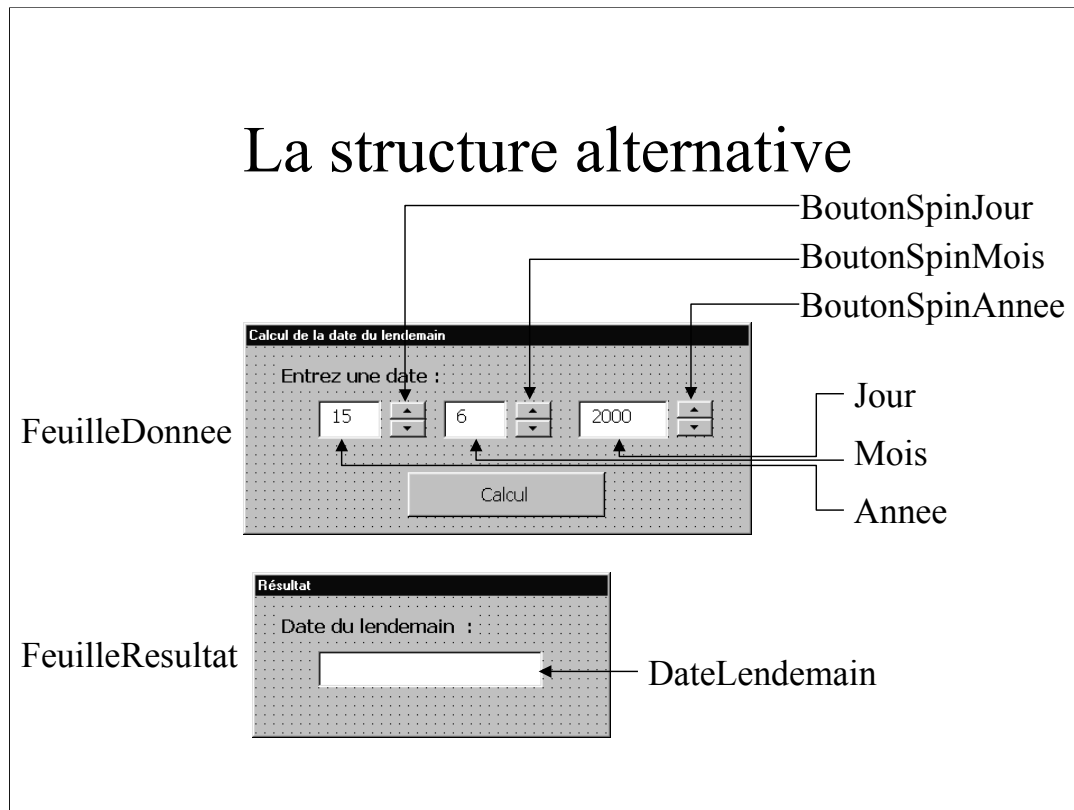 La structure alternative
BoutonSpinJour
BoutonSpinMois
BoutonSpinAnnee
Calcul de la date du lendemain
Entrez une date :
15 6 2000
Jour
FeuilleDonnee
Mois
Calcul
Annee
Résultat
Date du lendemain :
FeuilleResultat
DateLendemain